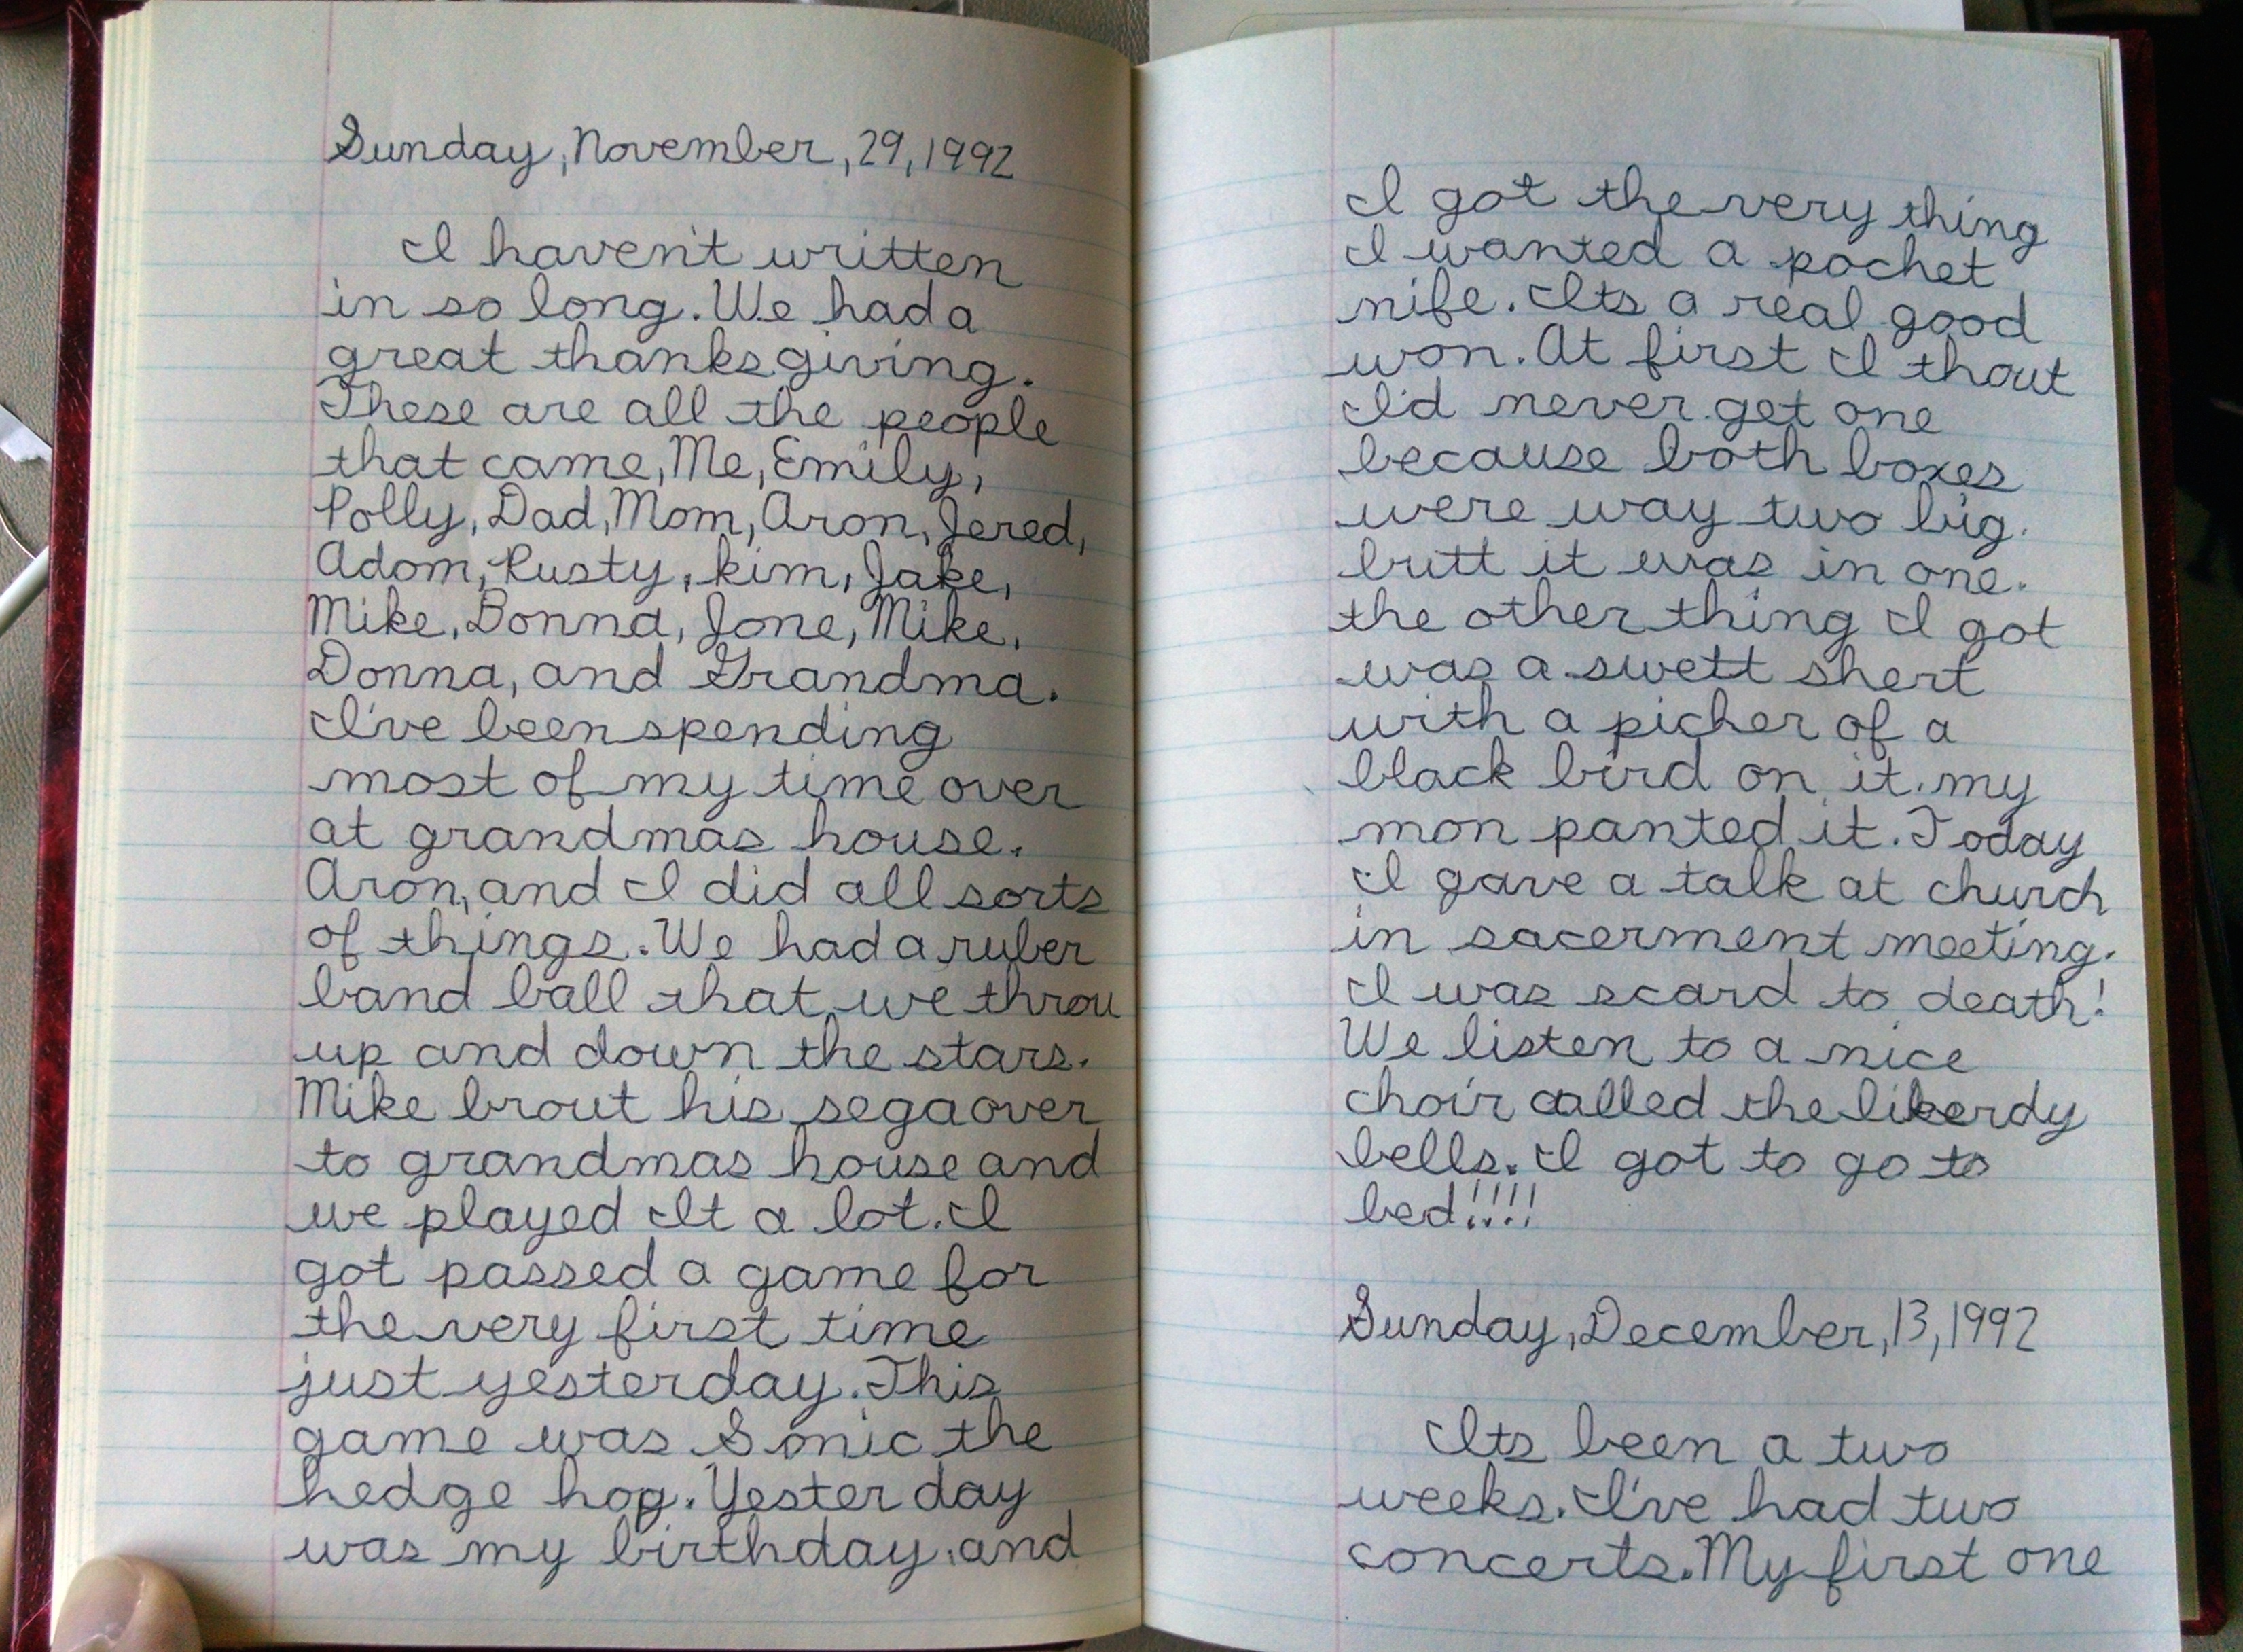 Sunday, November, 29, 1992
I haven't written
in so long. We had a
great thanksgiving.
These are all the people
that came, Me, Emily,
Polly, Dad, Mom, Aron, Jered,
Adom, Rusty, kim, Jake,
Mike, Donna, Jone, Mike,
Donna, and Grandma.
I've been spending
most of my time over
at grandmas house.
Aron, and I did all sorts
of things. We had a ruber
band ball that we throu
up and down the stars.
Mike brout his sega over
to grandmas house and
we played It a lot. I
got passed a game for
the very first time
just yesterday. This
game was Sonic the
hedge hog. Yester day
was my birthday, and
I got the very thing
I wanted a pochet
nife. Its a real good
won. At first I thout
I'd never get one
because both boxes
were way two big.
butt it was in one.
the other thing I got
was a swett shert
with a picher of a
black bird on it. my
mon panted it. Today
I gave a talk at church
in sacerment meeting.
I was scard to death!
We listen to a nice
choir called the likerdy
bells. I got to go to
bed!!!!
Sunday, December, 13, 1992
Its been a two
weeks. I've had two
concerts. My first one